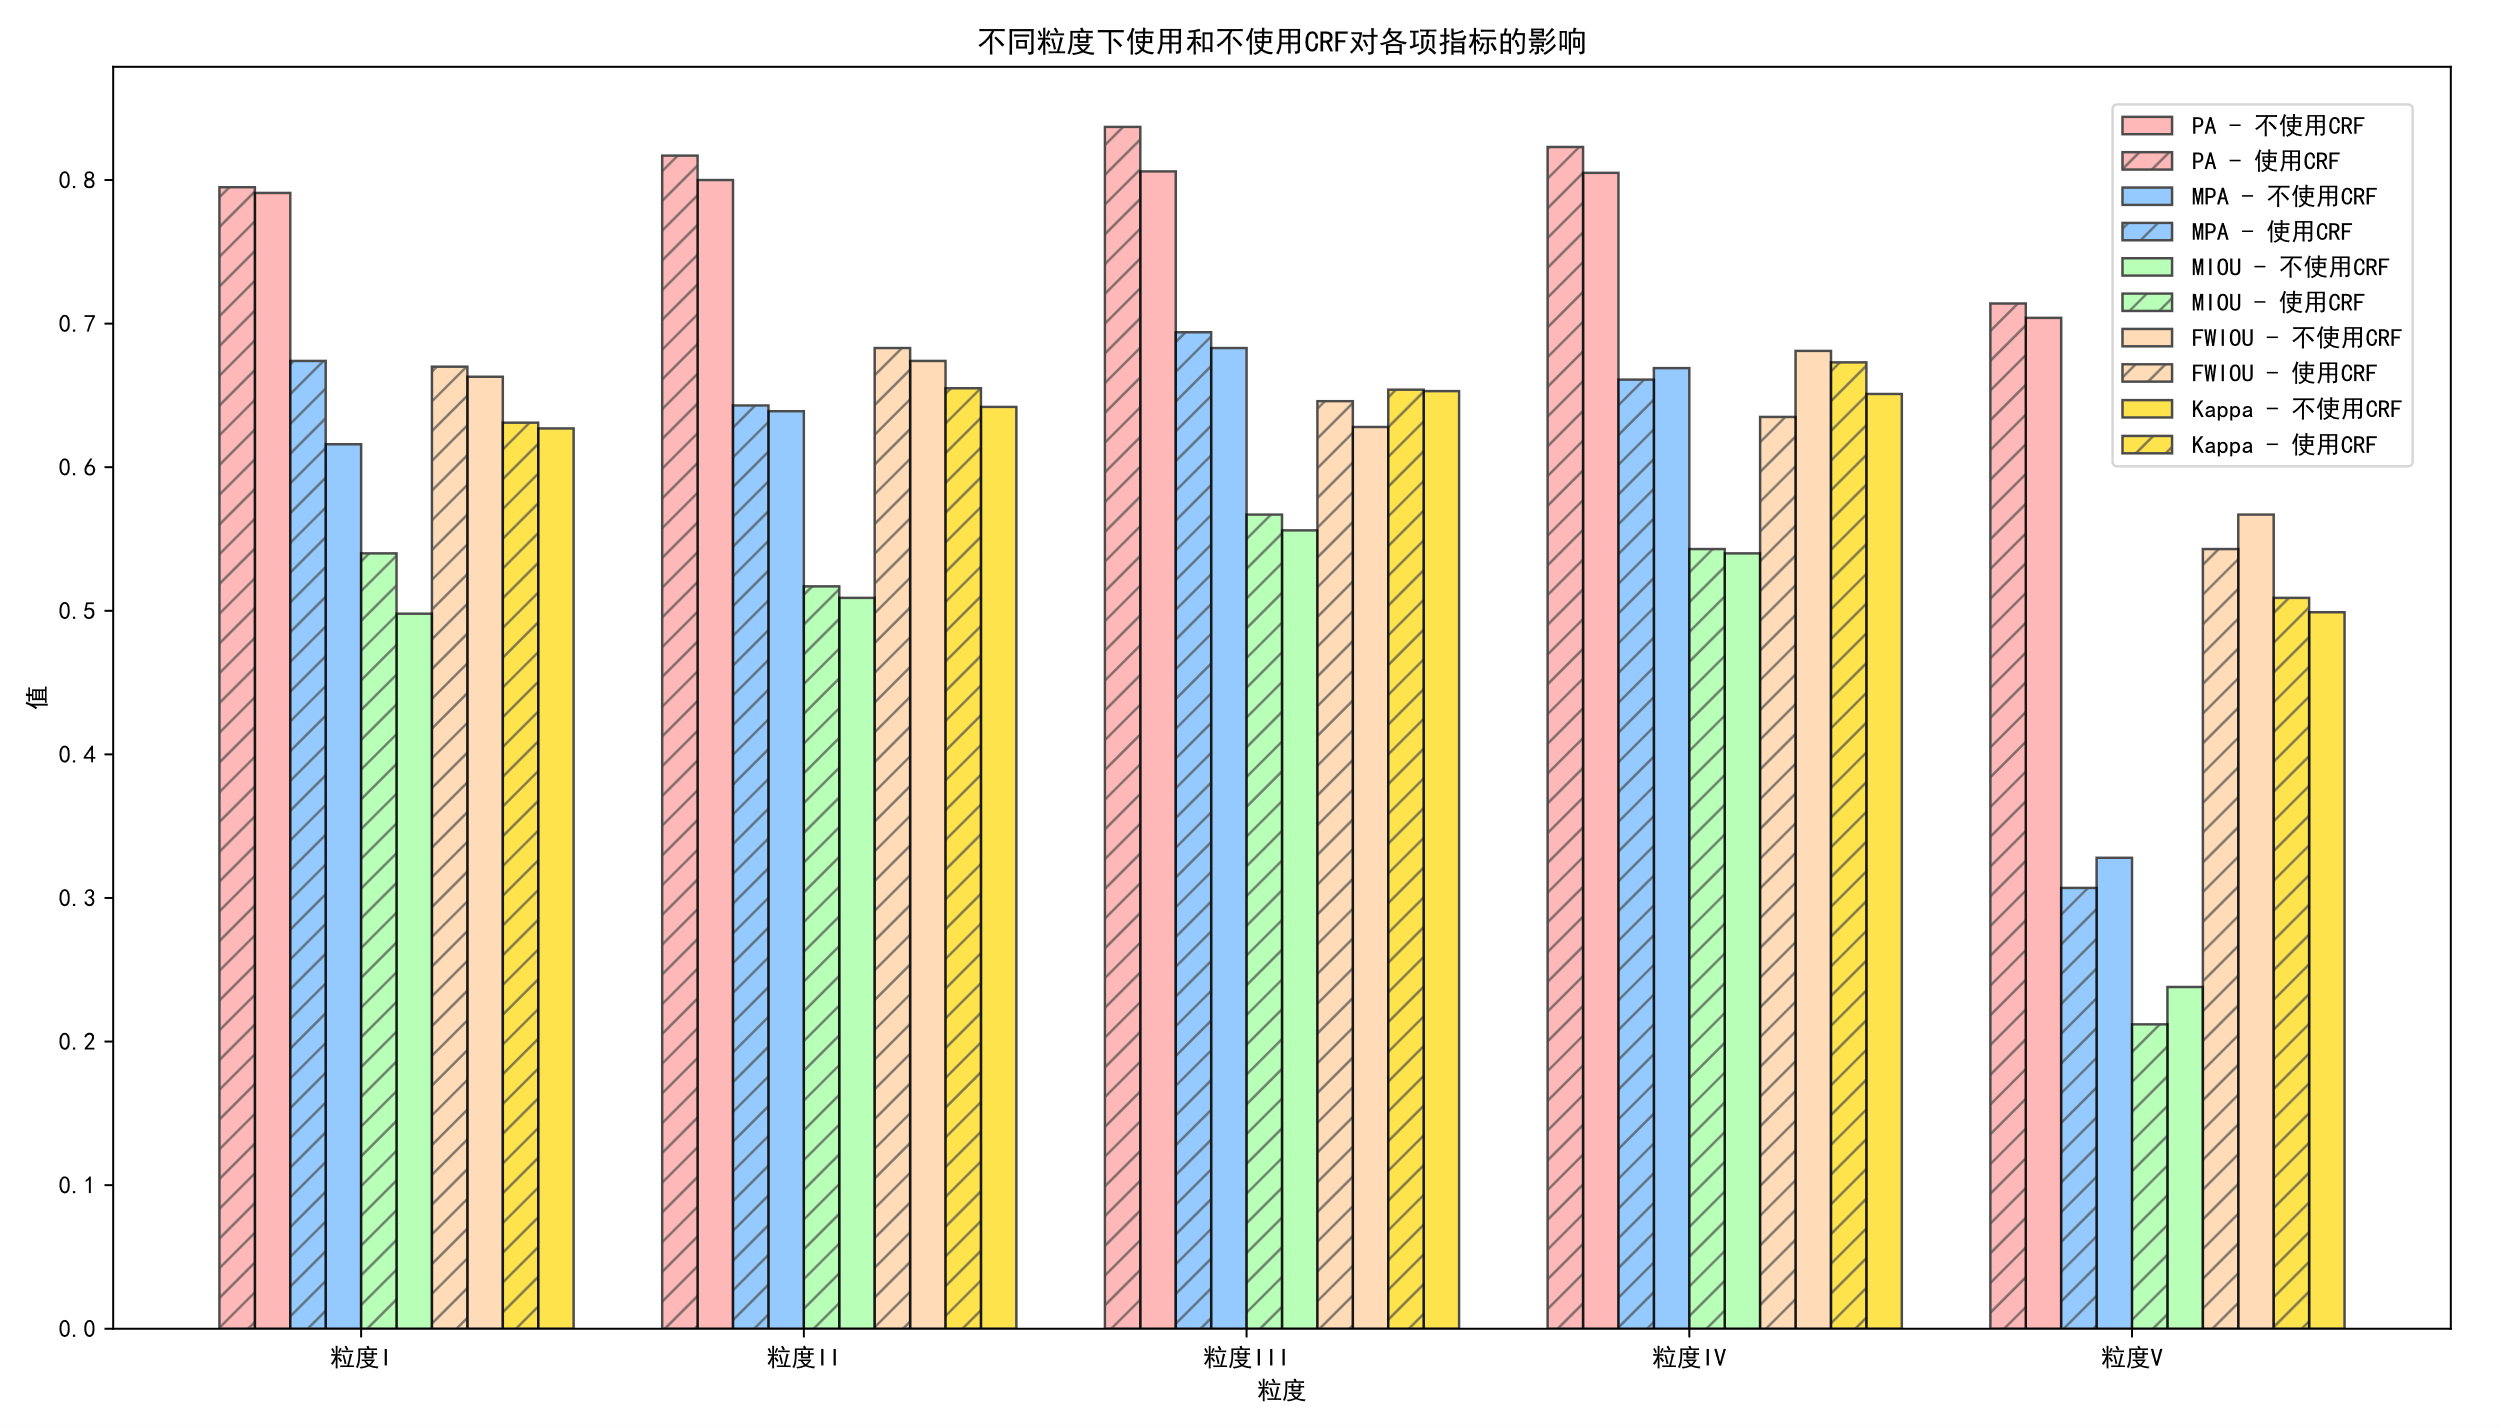 不同粒度下使用和不使用CRF对各项指标的影响
PA - 不使用CRF
PA - 使用CRF
MPA - 不使用CRF
MPA - 使用CRF
MIOU - 不使用CRF
MIOU - 使用CRF
FWIOU - 不使用CRF
FWIOU - 使用CRF
Kappa - 不使用CRF
Kappa - 使用CRF
值
0.8
0.7
0.6
0.5
0.4
0.3
0.2
0.1
0.0
粒度I 粒度II 粒度III 粒度IV 粒度V
粒度